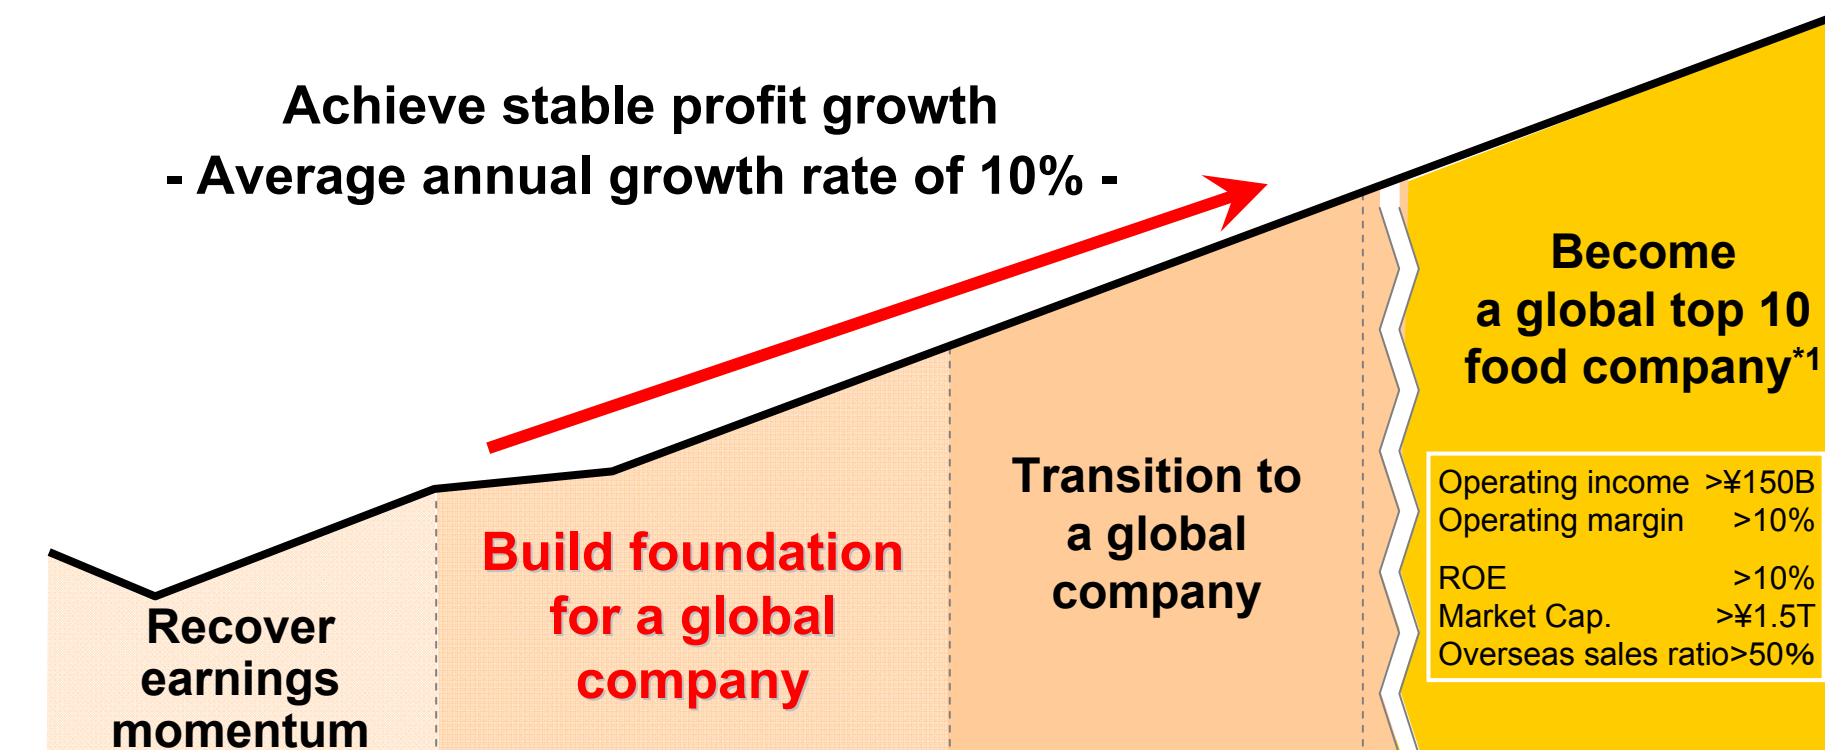 Achieve stable profit growth
- Average annual growth rate of 10% -
Recover
earnings
momentum
Build foundation
for a global
company
Transition to
a global
company
Become
a global top 10
food company*1
Operating income >¥150B
Operating margin >10%
ROE >10%
Market Cap. >¥1.5T
Overseas sales ratio>50%